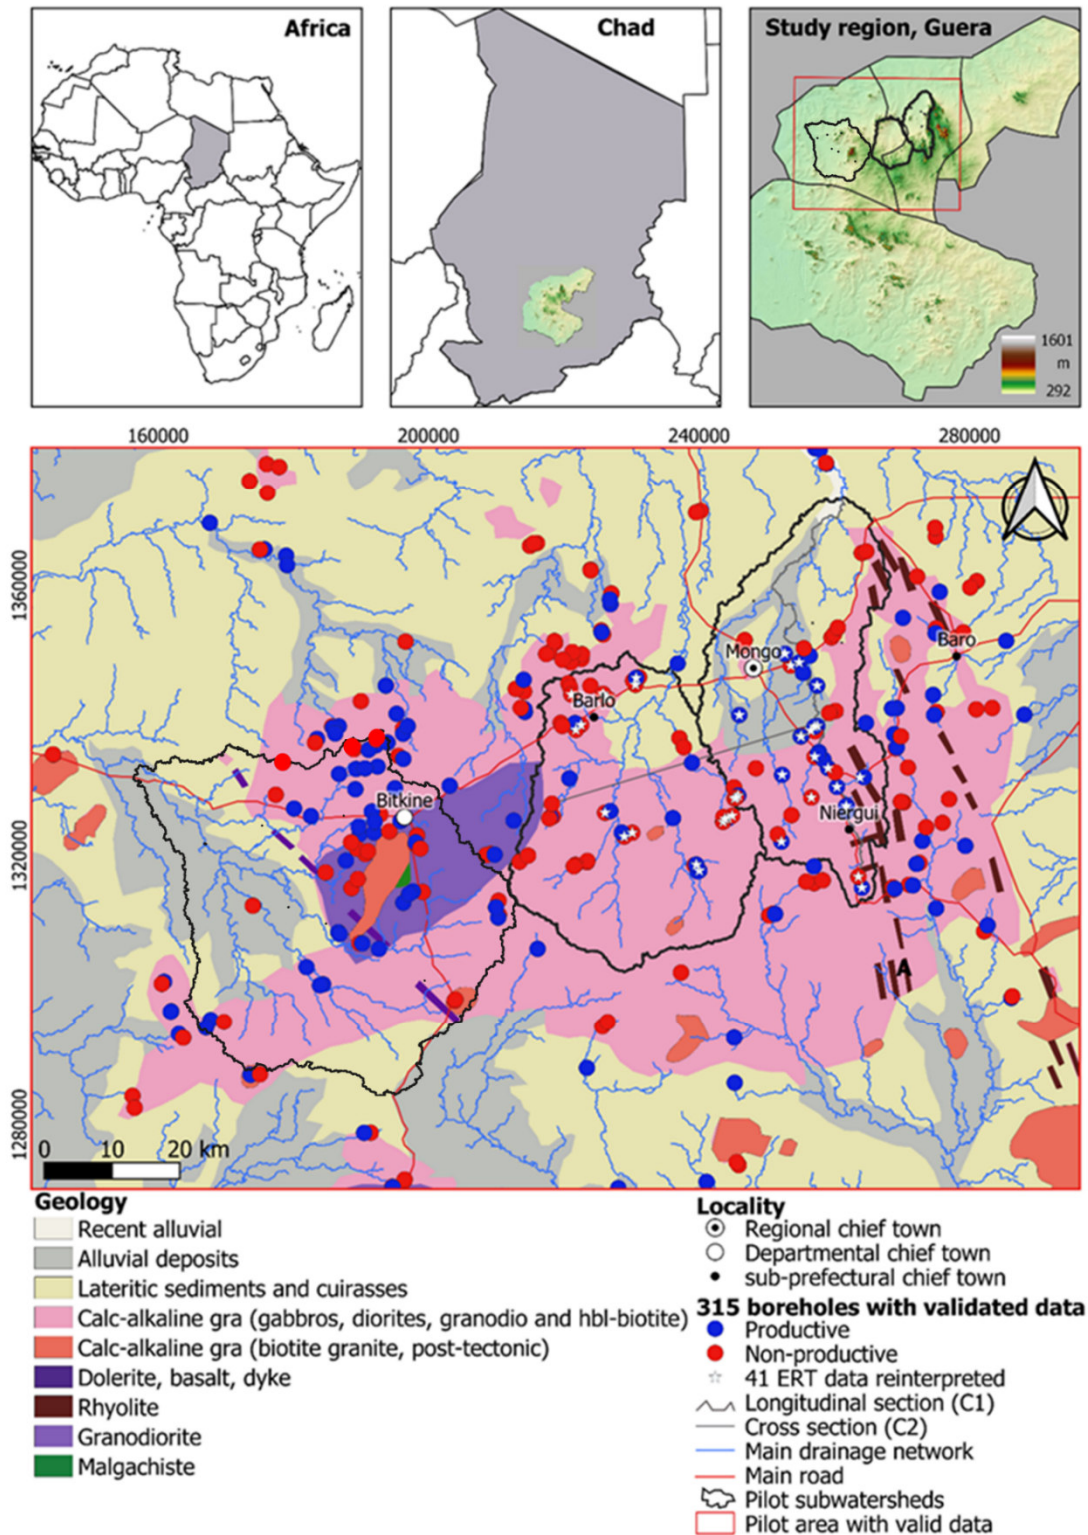 Africa
Chad
Study region, Guera
1601
m
292
160000
200000
240000
280000
1360000
1320000
1280000
Mongo
Baro
Barlo
Bitkine
Niergui
A
0 10 20 km
Geology
Recent alluvial
Alluvial deposits
Lateritic sediments and cuirasses
Calc-alkaline gra (gabbros, diorites, granodio and hbl-biotite)
Calc-alkaline gra (biotite granite, post-tectonic)
Dolerite, basalt, dyke
Rhyolite
Granodiorite
Malgachiste
Locality
Regional chief town
Departmental chief town
sub-prefectural chief town
315 boreholes with validated data
Productive
Non-productive
41 ERT data reinterpreted
Longitudinal section (C1)
Cross section (C2)
Main drainage network
Main road
Pilot subwatersheds
Pilot area with valid data